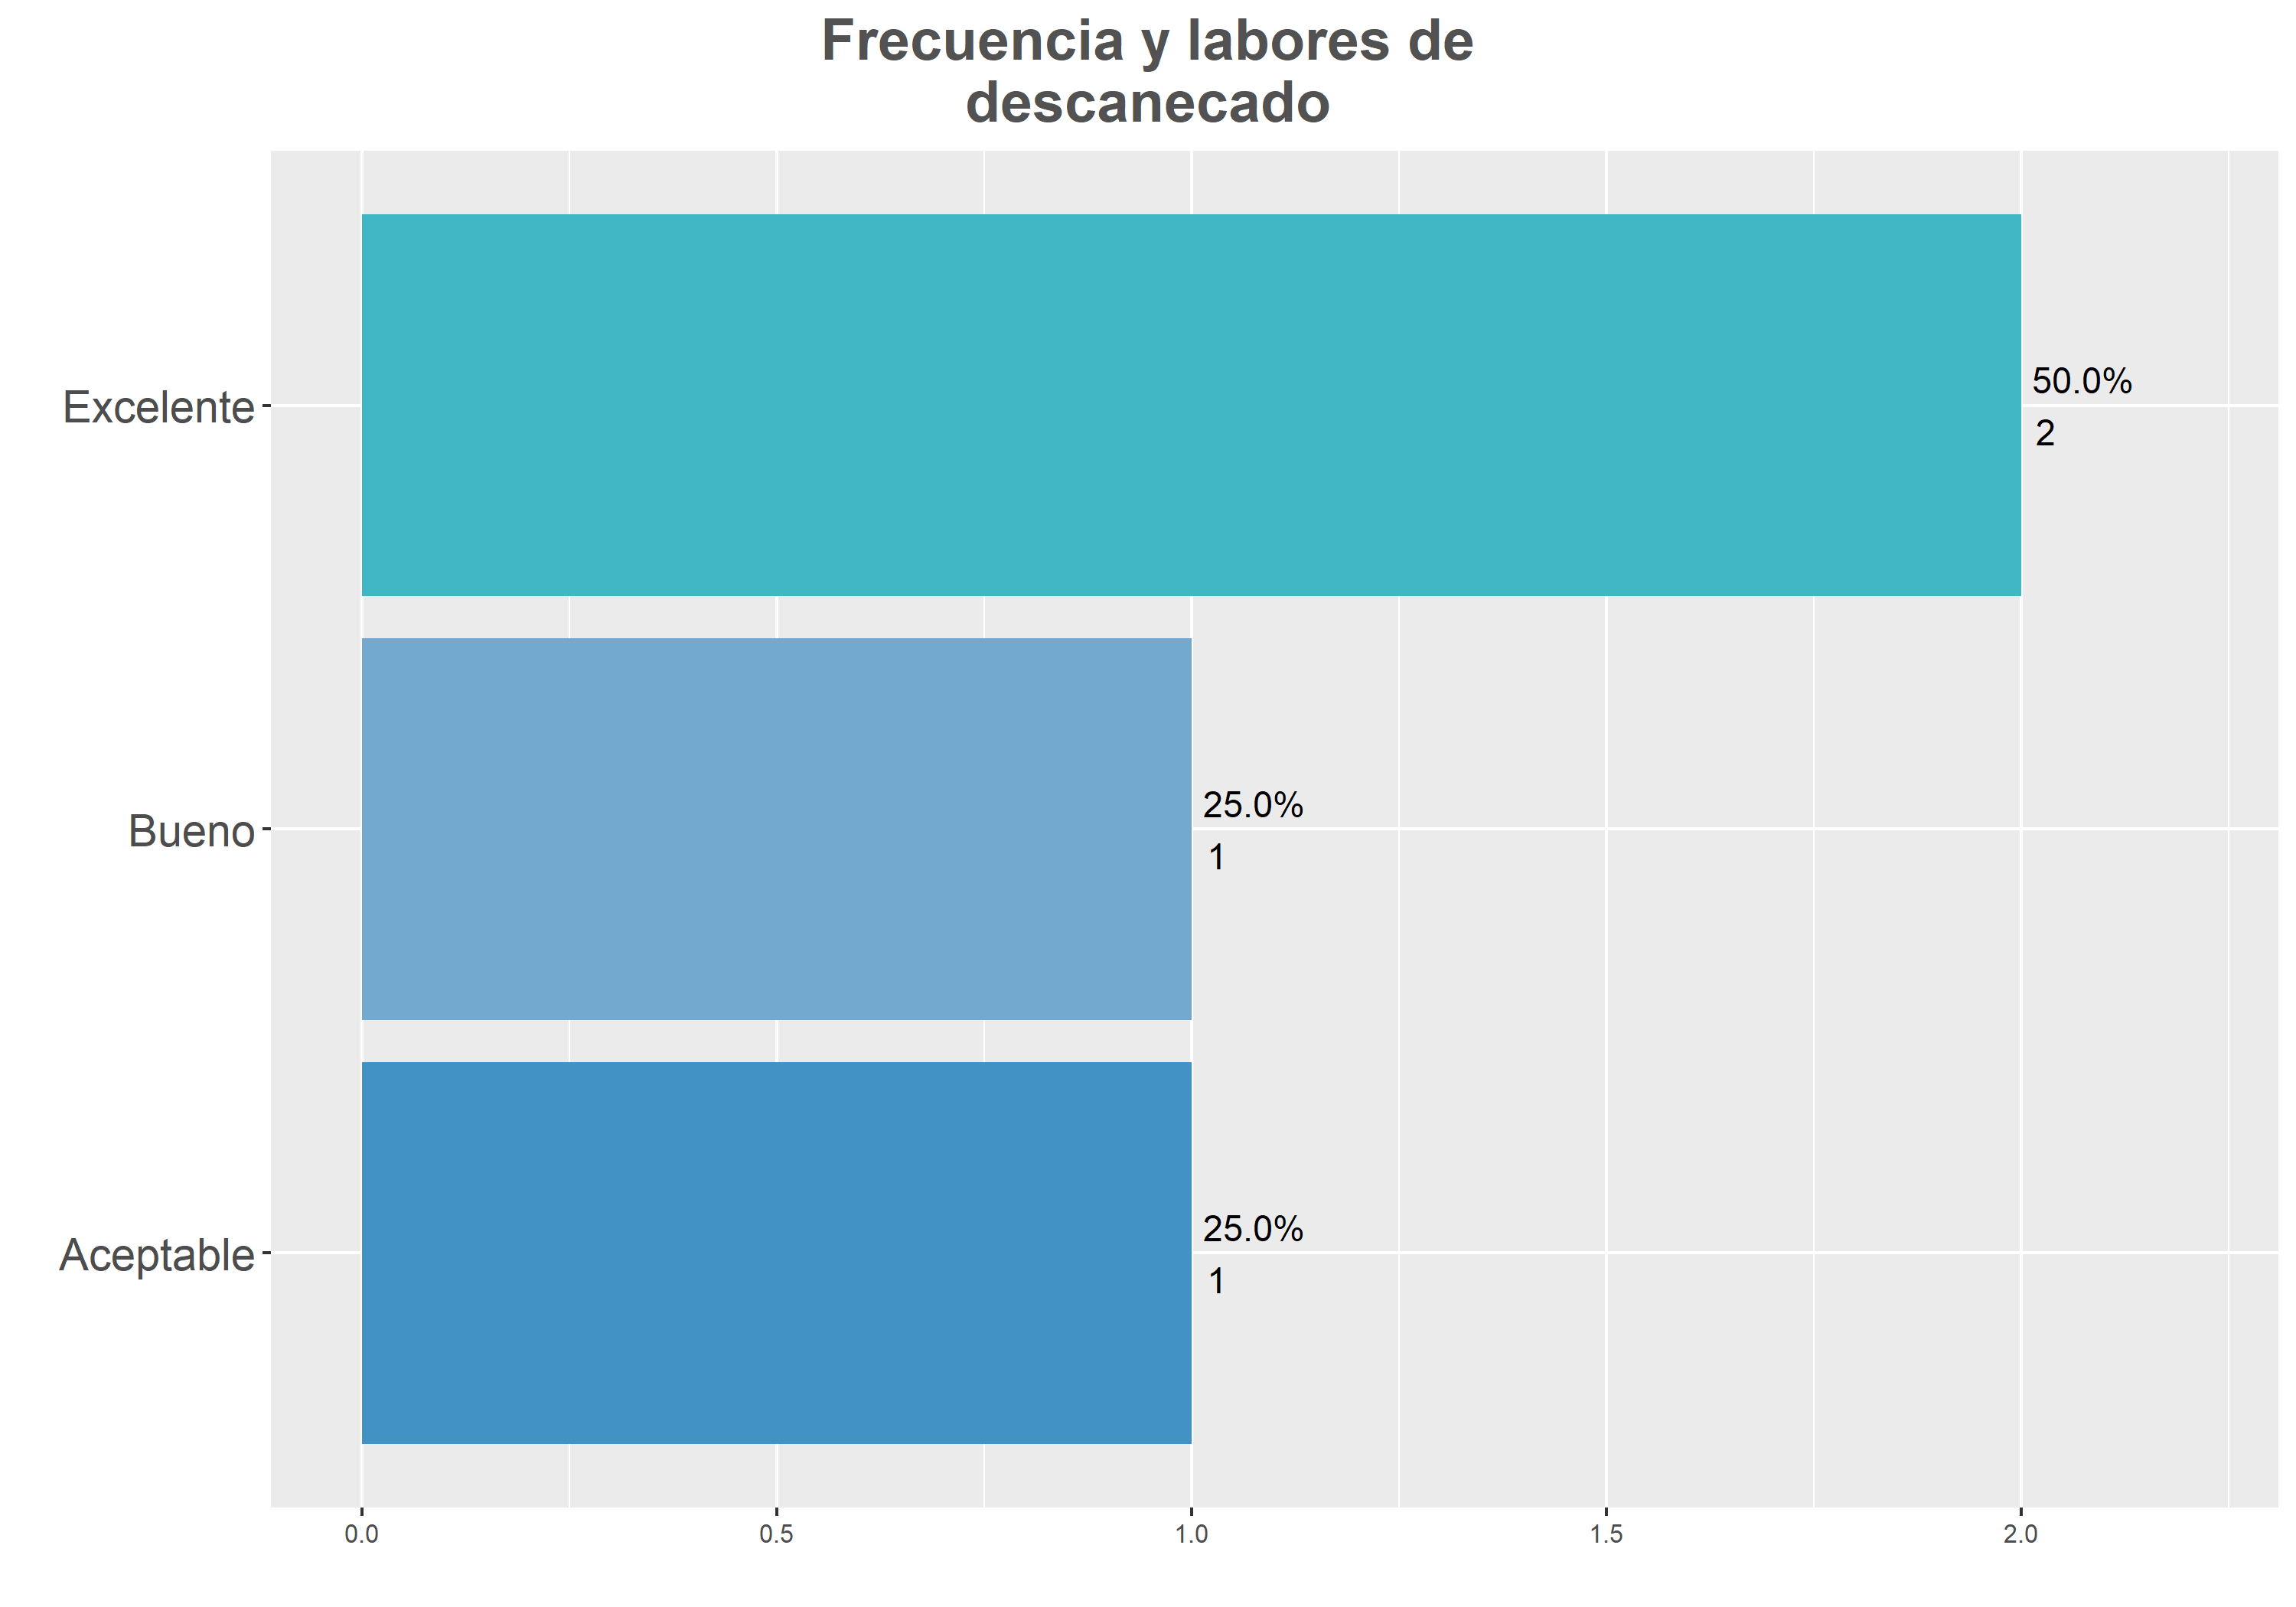 Frecuencia y labores de
descanecado
Excelente
50.0%
2
Bueno
25.0%
1
Aceptable
25.0%
1
0.0
0.5
1.0
1.5
2.0